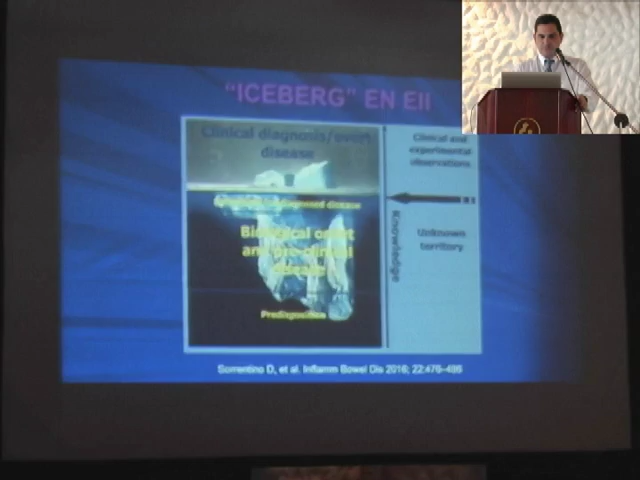 "ICEBERG" EN EII
Clinical diagnosis/overt
disease
Clinical and
experimental
observations
Biological onset
and pre-clinical
disease
Knowledge
Unknown
territory
Predisposition
Sorrentino D, et al. Inflamm Bowel Dis 2016; 22:476–486